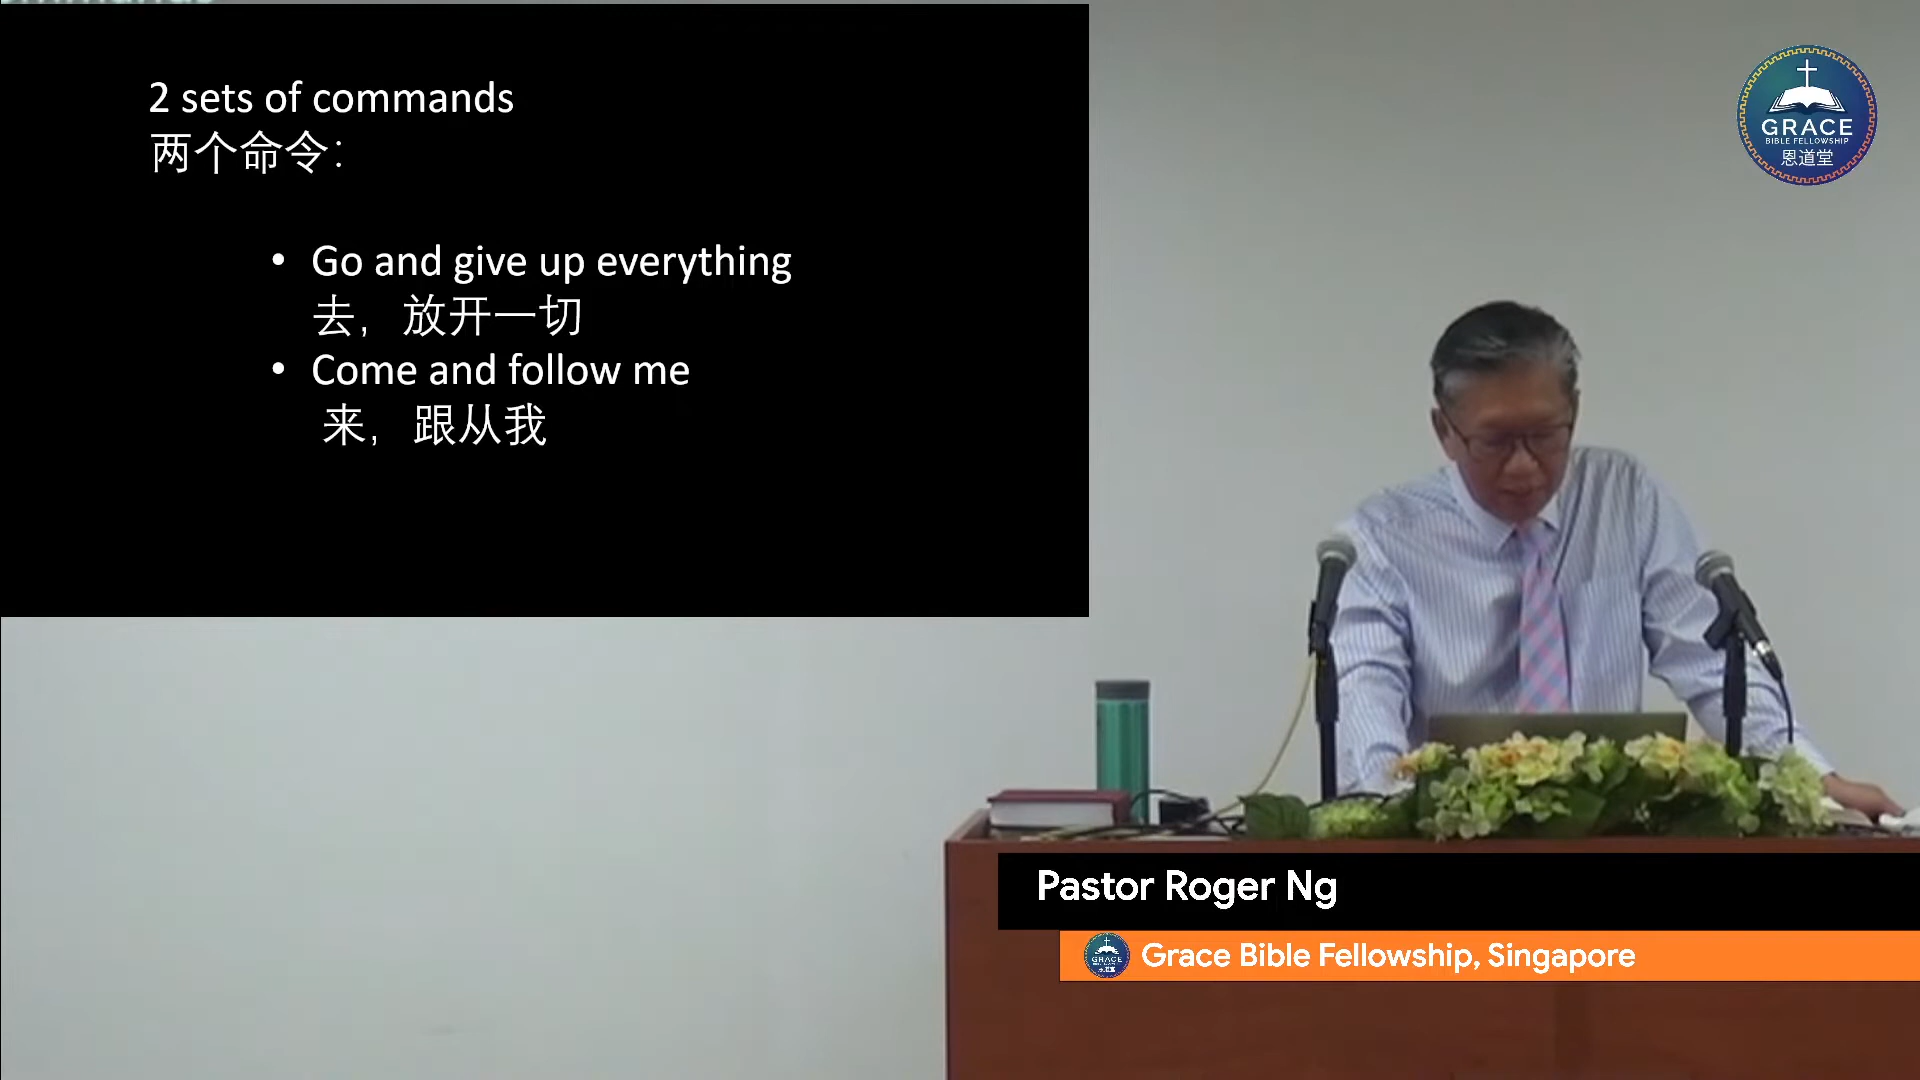 2 sets of commands
两个命令:
• Go and give up everything
去，放开一切
• Come and follow me
来，跟从我
GRACE
BIBLE FELLOWSHIP
恩道堂
Pastor Roger Ng
GRACE
Grace Bible Fellowship, Singapore